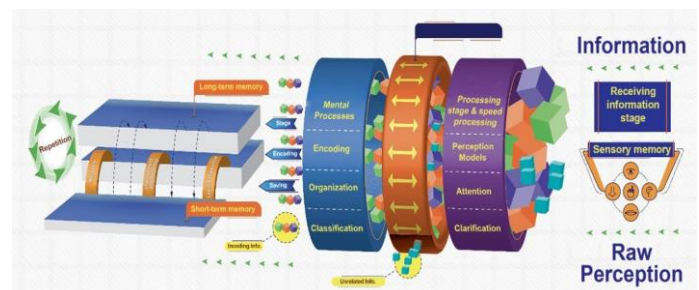 Information
Receiving
information
stage
Sensory memory
Raw
Perception
Processing
stage & speed
processing
Perception
Models
Attention
Clarification
Mental
Processes
Encoding
Organization
Classification
Unrelated Info.
Stage
Encoding
Saving
Incoding Info.
Long-term memory
Short-term memory
Repetition